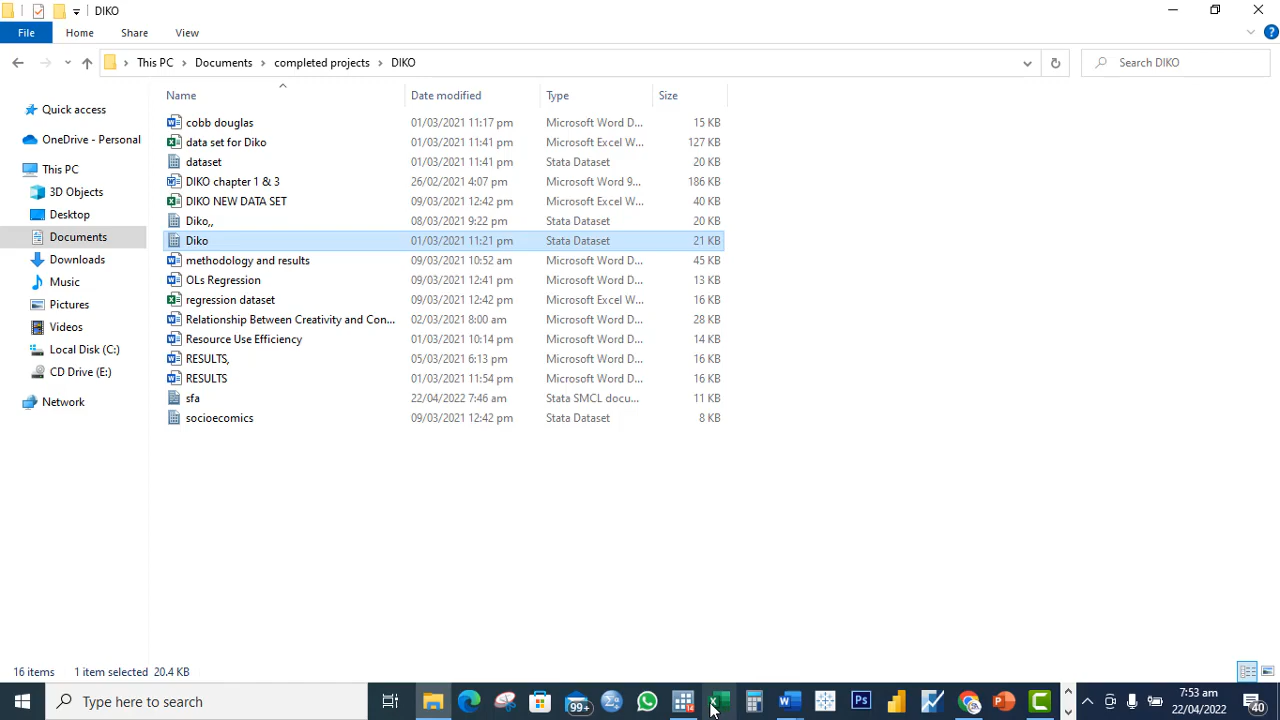 DIKO
File Home Share View
This PC Documents completed projects DIKO Search DIKO
Name Date modified Type Size
Quick access
OneDrive - Personal
This PC
3D Objects
Desktop
Documents
Downloads
Music
Pictures
Videos
Local Disk (C:)
CD Drive (E:)
Network
cobb douglas 01/03/2021 11:17 pm Microsoft Word D... 15 KB
data set for Diko 01/03/2021 11:41 pm Microsoft Excel W... 127 KB
dataset 01/03/2021 11:41 pm Stata Dataset 20 KB
DIKO chapter 1 & 3 26/02/2021 4:07 pm Microsoft Word 9... 186 KB
DIKO NEW DATA SET 09/03/2021 12:42 pm Microsoft Excel W... 40 KB
Diko,, 08/03/2021 9:22 pm Stata Dataset 20 KB
Diko 01/03/2021 11:21 pm Stata Dataset 21 KB
methodology and results 09/03/2021 10:52 am Microsoft Word D... 45 KB
OLs Regression 09/03/2021 12:41 pm Microsoft Word D... 13 KB
regression dataset 09/03/2021 12:42 pm Microsoft Excel W... 16 KB
Relationship Between Creativity and Con... 02/03/2021 8:00 am Microsoft Word D... 28 KB
Resource Use Efficiency 01/03/2021 10:14 pm Microsoft Word D... 14 KB
RESULTS, 05/03/2021 6:13 pm Microsoft Word D... 16 KB
RESULTS 01/03/2021 11:54 pm Microsoft Word D... 16 KB
sfa 22/04/2022 7:46 am Stata SMCL docu... 11 KB
socioecomics 09/03/2021 12:42 pm Stata Dataset 8 KB
16 items 1 item selected 20.4 KB
Type here to search 99+ Ps 7:53 am
22/04/2022 40